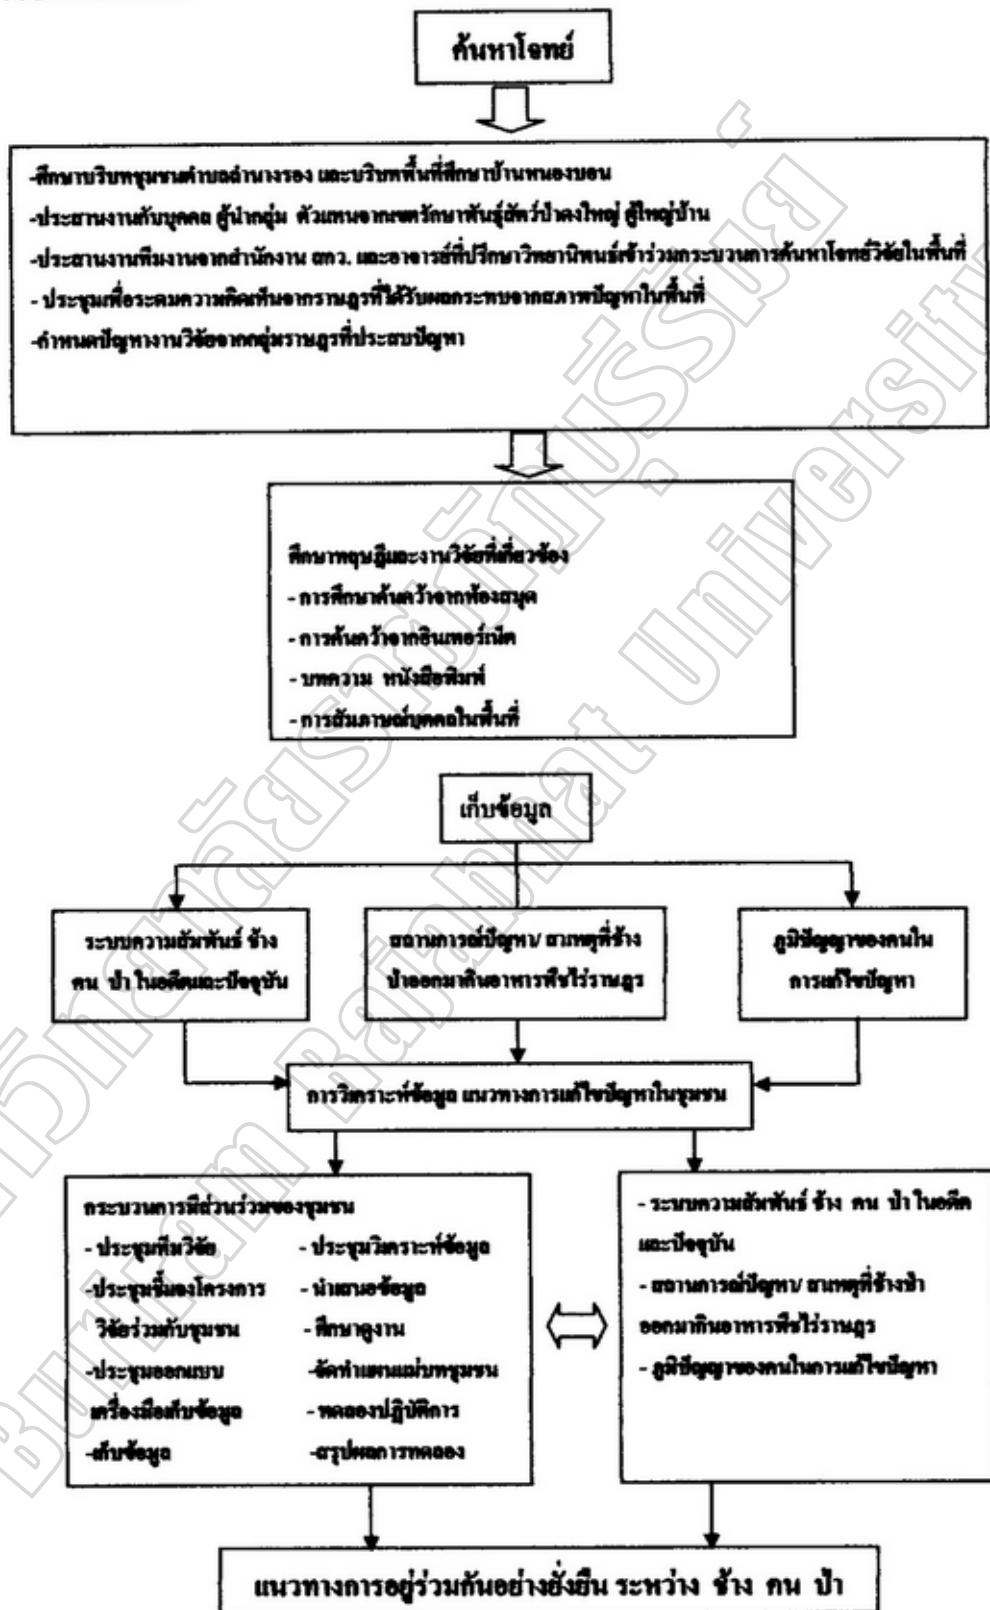 ค้นหาโจทย์
-ศึกษาบริบทชุมชนตำบลลำนางรอง และบริบทพื้นที่ศึกษาบ้านหนองบอน
-ประสานงานกับบุคคล ผู้นำกลุ่ม ตัวแทนจากเขตรักษาพันธุ์สัตว์ป่าดงใหญ่ ผู้ใหญ่บ้าน
-ประสานงานทีมงานจากสำนักงาน สกว. และอาจารย์ที่ปรึกษาวิทยานิพนธ์เข้าร่วมกระบวนการค้นหาโจทย์วิจัยในพื้นที่
- ประชุมเพื่อระดมความคิดเห็นจากราษฎรที่ได้รับผลกระทบจากสภาพปัญหาในพื้นที่
-กำหนดปัญหางานวิจัยจากกลุ่มราษฎรที่ประสบปัญหา
ศึกษาทฤษฎีและงานวิจัยที่เกี่ยวข้อง
- การศึกษาค้นคว้าจากห้องสมุด
- การค้นคว้าจากอินเทอร์เน็ต
- บทความ หนังสือพิมพ์
- การสัมภาษณ์บุคคลในพื้นที่
เก็บข้อมูล
ระบบความสัมพันธ์ ช้าง
คน ป่า ในอดีตและปัจจุบัน
สถานการณ์ปัญหา/ สาเหตุที่ช้าง
ป่าออกมากินอาหารพืชไร่ราษฎร
ภูมิปัญญาของคนใน
การแก้ไขปัญหา
การวิเคราะห์ข้อมูล แนวทางการแก้ไขปัญหาในชุมชน
กระบวนการมีส่วนร่วมของชุมชน
- ประชุมทีมวิจัย
-ประชุมชี้แจงโครงการ
วิจัยร่วมกับชุมชน
-ประชุมออกแบบ
เครื่องมือเก็บข้อมูล
-เก็บข้อมูล
- ประชุมวิเคราะห์ข้อมูล
- นำเสนอข้อมูล
- ศึกษาดูงาน
-จัดทำแผนแม่บทชุมชน
- ทดลองปฏิบัติการ
-สรุปผลการทดลอง
- ระบบความสัมพันธ์ ช้าง คน ป่า ในอดีต
และปัจจุบัน
- สถานการณ์ปัญหา/ สาเหตุที่ช้างป่า
ออกมากินอาหารพืชไร่ราษฎร
- ภูมิปัญญาของคนในการแก้ไขปัญหา
แนวทางการอยู่ร่วมกันอย่างยั่งยืน ระหว่าง ช้าง คน ป่า
Buriram Rajabhat University